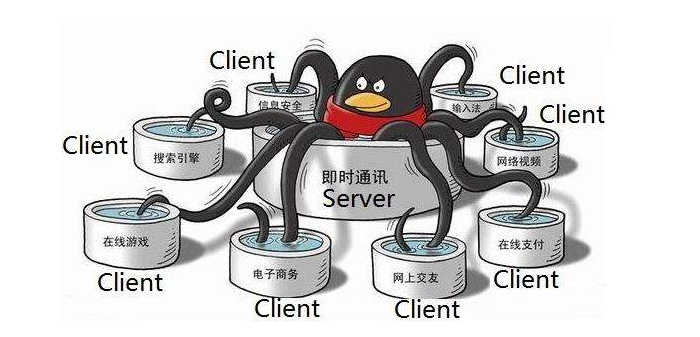 Client
信息安全
Client
输入法
Client
网络视频
Client
搜索引擎
即时通讯
Server
在线游戏
Client
电子商务
Client
网上交友
Client
在线支付
Client